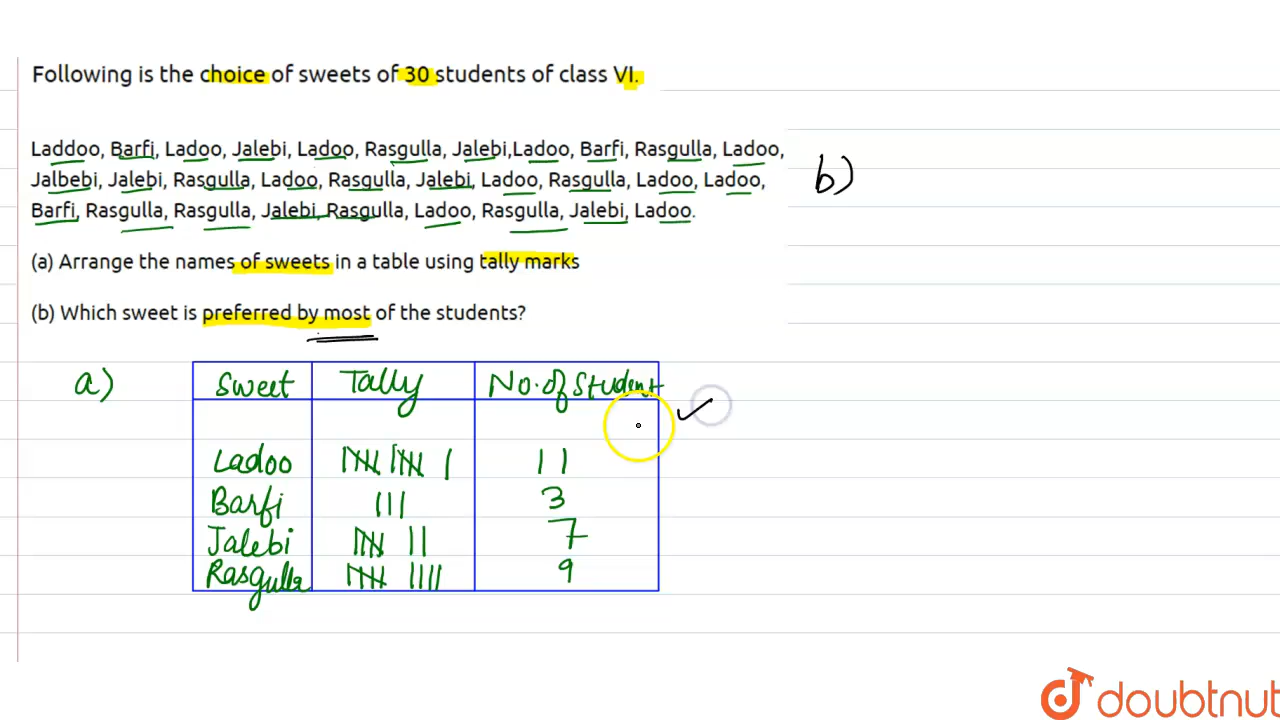 Following is the choice of sweets of 30 students of class VI.
Laddoo, Barfi, Ladoo, Jalebi, Ladoo, Rasgulla, Jalebi,Ladoo, Barfi, Rasgulla, Ladoo,
Jalbebi, Jalebi, Rasgulla, Ladoo, Rasgulla, Jalebi, Ladoo, Rasgulla, Ladoo, Ladoo,
Barfi, Rasgulla, Rasgulla, Jalebi, Rasgulla, Ladoo, Rasgulla, Jalebi, Ladoo.
b)
(a) Arrange the names of sweets in a table using tally marks
(b) Which sweet is preferred by most of the students?
a)
Sweet Tally No. of Student
Ladoo 11
Barfi 3
Jalebi 7
Rasgulla 9
doubtnut